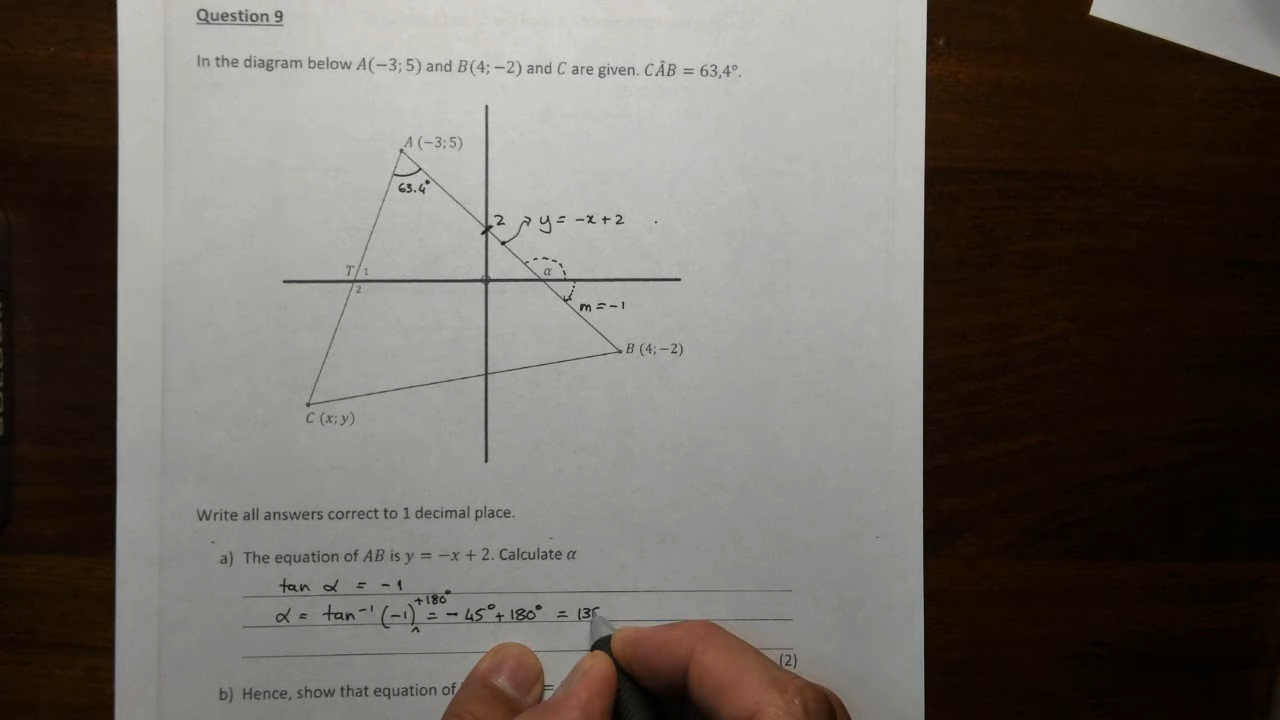 Question 9
In the diagram below A(−3; 5) and B(4; −2) and C are given. CÂB = 63,4°.
A (−3; 5)
63.4°
2
y = −x + 2
T 1
2
α
m = −1
B (4; −2)
C (x; y)
Write all answers correct to 1 decimal place.
a) The equation of AB is y = −x + 2. Calculate α
tan α = −1
+180°
α = tan⁻¹ (−1) ‸ = −45° + 180° = 135
(2)
b) Hence, show that equation of
=